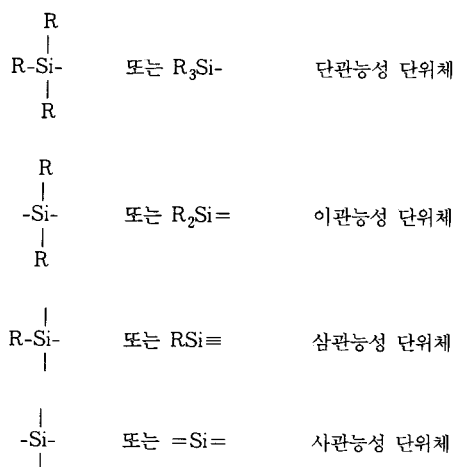 R
R-Si- 또는 R₃Si- 단관능성 단위체
R
R
-Si- 또는 R₂Si= 이관능성 단위체
R
R-Si- 또는 RSi≡ 삼관능성 단위체
-Si- 또는 =Si= 사관능성 단위체